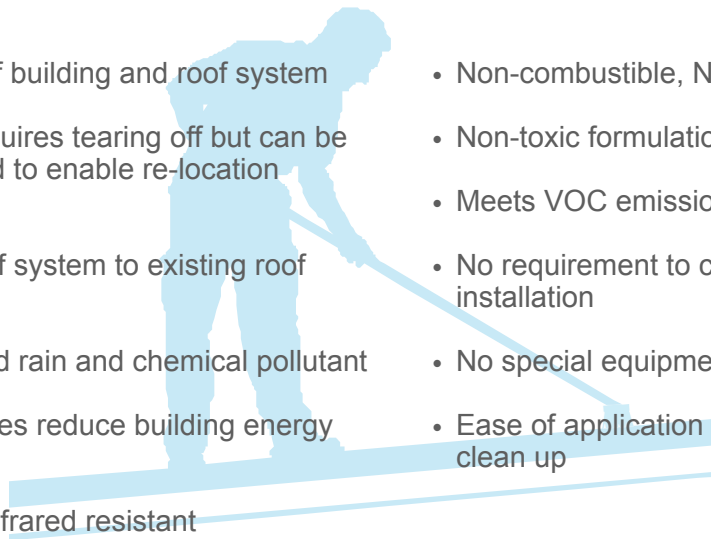 f building and roof system
uires tearing off but can be
d to enable re-location
f system to existing roof
d rain and chemical pollutant
es reduce building energy
frared resistant
• Non-combustible, N
• Non-toxic formulatio
• Meets VOC emissio
• No requirement to c
installation
• No special equipme
• Ease of application
clean up